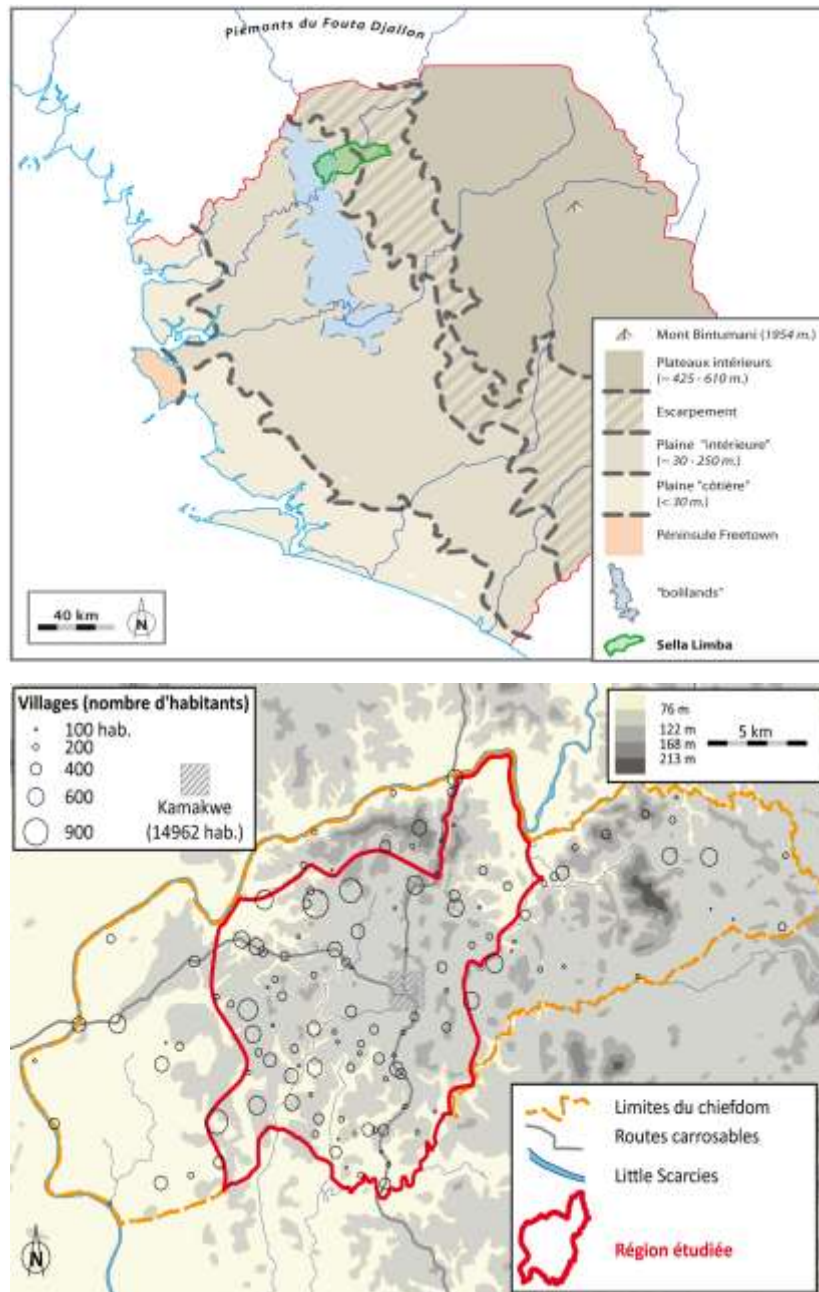 Piémonts du Fouta Djallon
Mont Bintumani (1954 m.)
Plateaux intérieurs
(~ 425 - 610 m.)
Escarpement
Plaine "intérieure"
(~ 30 - 250 m.)
Plaine "côtière"
(< 30 m.)
Péninsule Freetown
"bolilands"
Sella Limba
40 km
N
Villages (nombre d'habitants)
100 hab.
200
400
600
900
Kamakwe
(14962 hab.)
76 m
122 m
168 m
213 m
5 km
Limites du chiefdom
Routes carrosables
Little Scarcies
Région étudiée
N